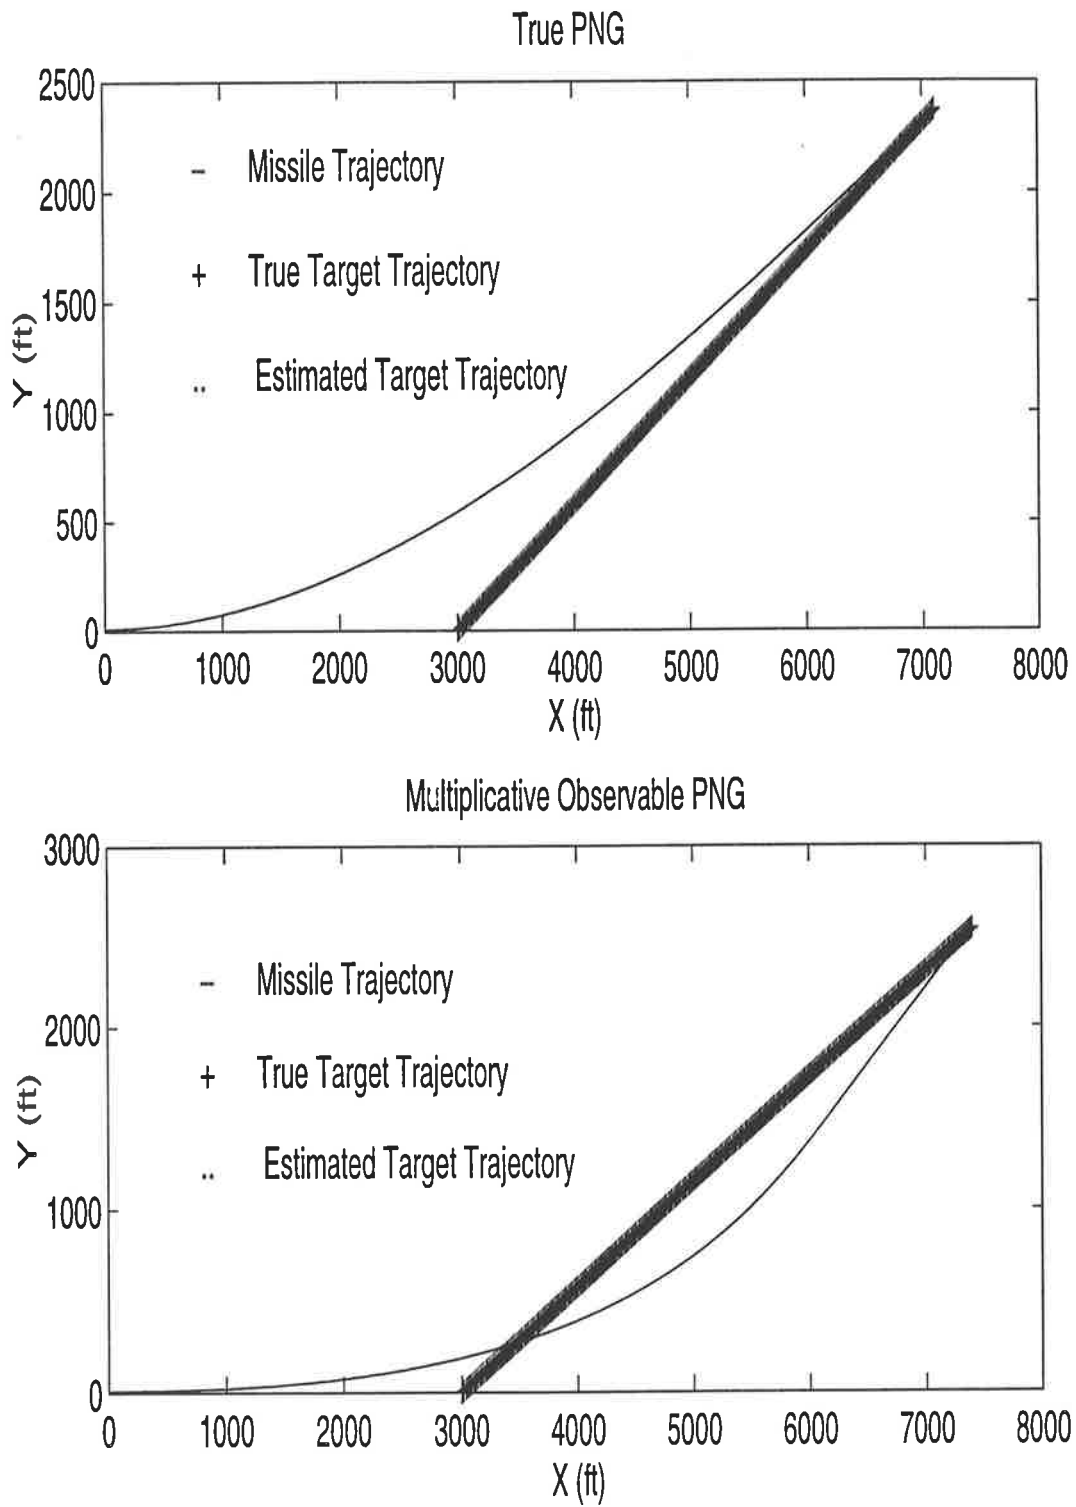 True PNG
2500
2000
1500
1000
500
0
Y (ft)
- Missile Trajectory
+ True Target Trajectory
.. Estimated Target Trajectory
0 1000 2000 3000 4000 5000 6000 7000 8000
X (ft)
Multiplicative Observable PNG
3000
2000
1000
0
Y (ft)
- Missile Trajectory
+ True Target Trajectory
.. Estimated Target Trajectory
0 1000 2000 3000 4000 5000 6000 7000 8000
X (ft)